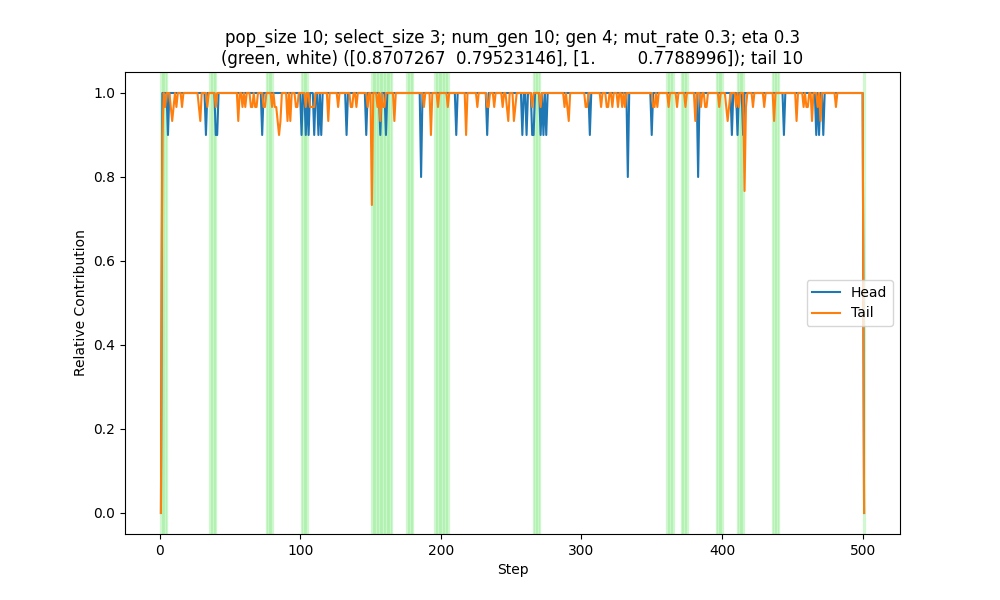 pop_size 10; select_size 3; num_gen 10; gen 4; mut_rate 0.3; eta 0.3
(green, white) ([0.8707267  0.79523146], [1.         0.7788996]); tail 10
1.0
0.8
0.6
0.4
0.2
0.0
Relative Contribution
Head
Tail
0
100
200
300
400
500
Step